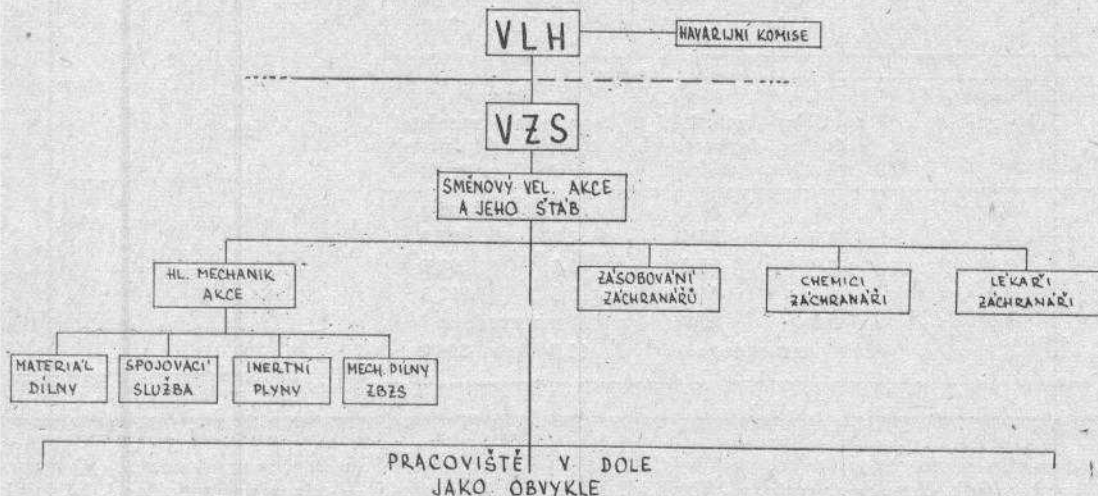 VLH
HAVARIJNÍ KOMISE
VZS
SMĚNOVÝ VEL. AKCE
A JEHO ŠTÁB
HL. MECHANIK
AKCE
ZÁSOBOVÁNÍ
ZÁCHRANÁŘŮ
CHEMICI
ZÁCHRANÁŘI
LÉKAŘI
ZÁCHRANÁŘI
MATERIÁL
DÍLNY
SPOJOVACÍ
SLUŽBA
INERTNÍ
PLYNY
MECH. DÍLNY
ZBZS
PRACOVIŠTĚ V DOLE
JAKO OBVYKLE